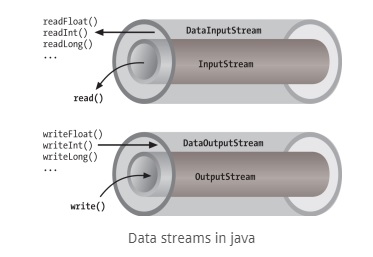 readFloat()
readInt()
readLong()
...
DataInputStream
InputStream
read()
writeFloat()
writeInt()
writeLong()
...
DataOutputStream
OutputStream
write()
Data streams in java